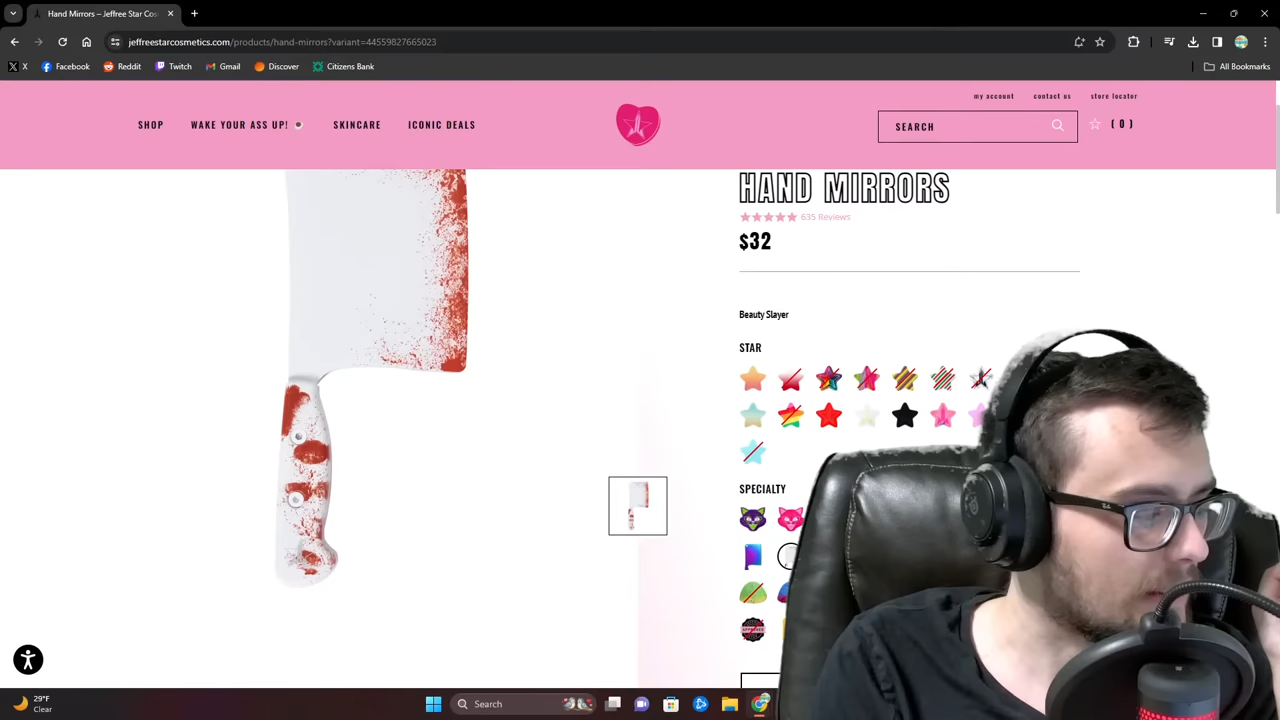 Hand Mirrors – Jeffree Star Cos
jeffreestarcosmetics.com/products/hand-mirrors?variant=44559827665023
X Facebook Reddit Twitch Gmail Discover Citizens Bank All Bookmarks
my account contact us store locator
SHOP WAKE YOUR ASS UP! SKINCARE ICONIC DEALS SEARCH ( 0 )
HAND MIRRORS
635 Reviews
$32
Beauty Slayer
STAR
SPECIALTY
29°F
Clear
Search